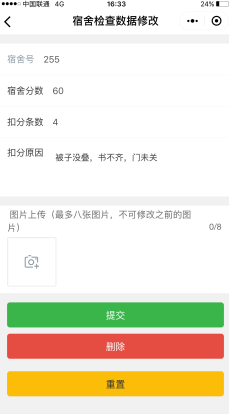 中国联通 4G 16:33 24%
宿舍检查数据修改
宿舍号 255
宿舍分数 60
扣分条数 4
扣分原因
被子没叠，书不齐，门未关
图片上传（最多八张图片，不可修改之前的图
片） 0/8
提交
删除
重置